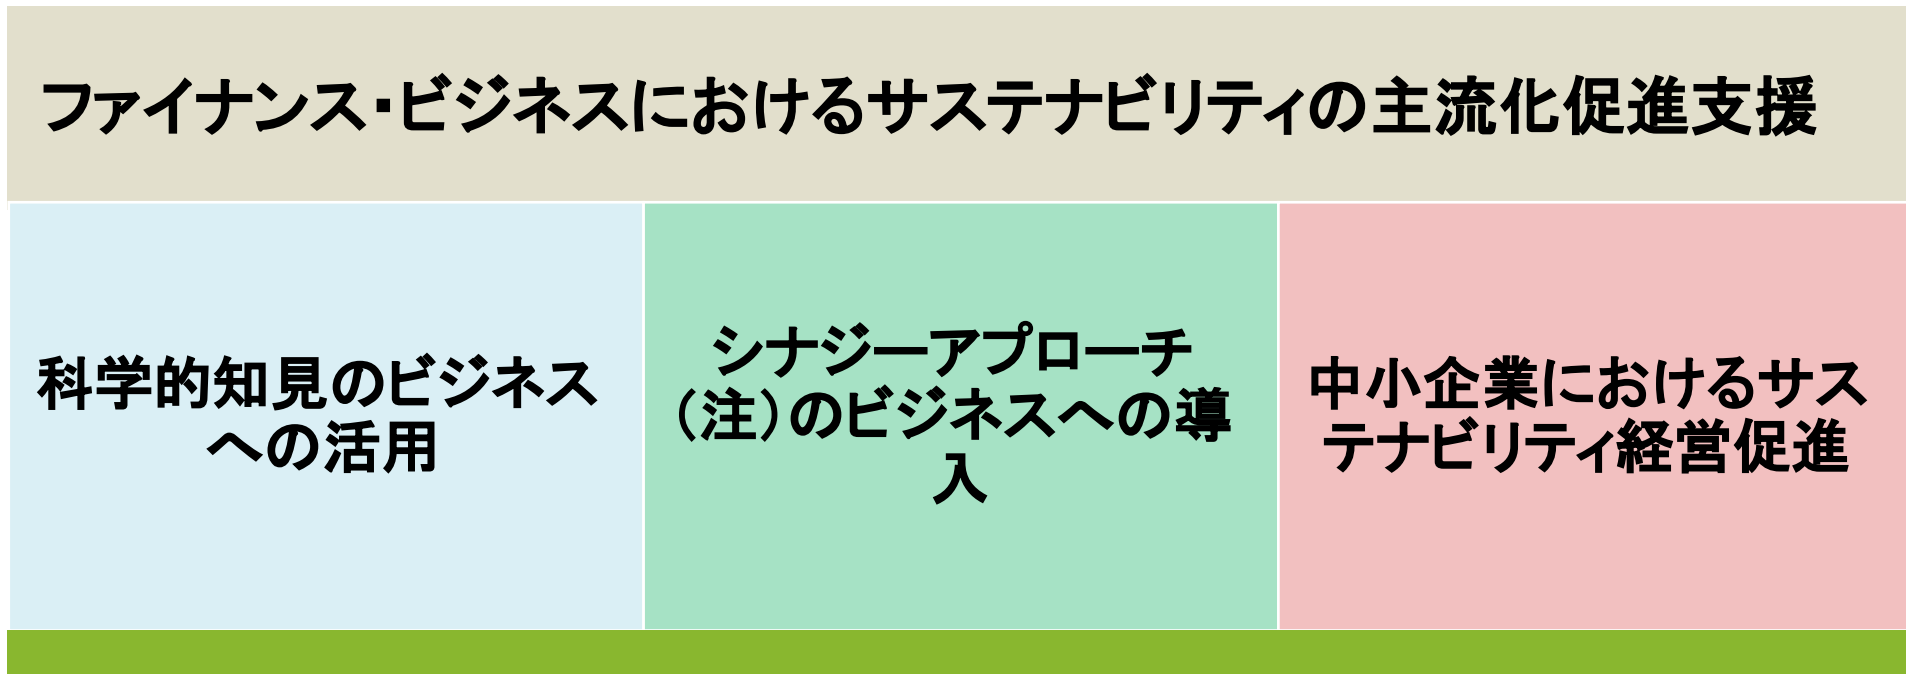 ファイナンス・ビジネスにおけるサステナビリティの主流化促進支援
科学的知見のビジネス
への活用
シナジーアプローチ
（注）のビジネスへの導
入
中小企業におけるサス
テナビリティ経営促進